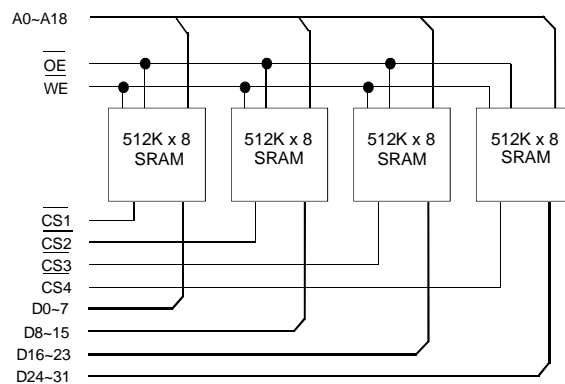 A0~A18
OE
WE
512K x 8
SRAM
512K x 8
SRAM
512K x 8
SRAM
512K x 8
SRAM
CS1
CS2
CS3
CS4
D0~7
D8~15
D16~23
D24~31